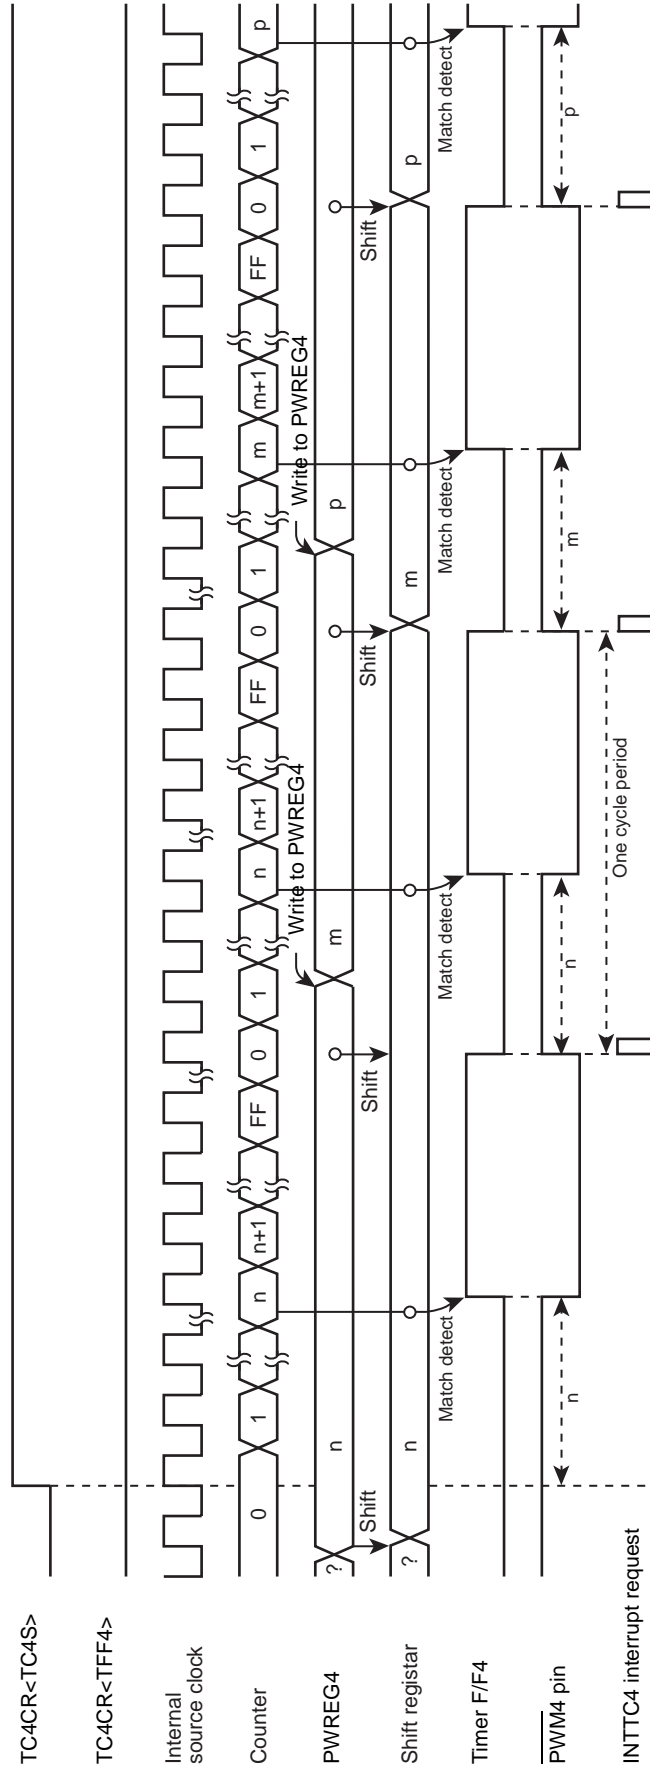 TC4CR<TC4S>
TC4CR<TFF4>
Internal
source clock
Counter
0
1
n
n+1
FF
0
1
n
n+1
FF
0
1
m
m+1
FF
0
1
p
Write to PWREG4
Write to PWREG4
PWREG4
?
n
m
p
Shift
Shift
Shift
Shift
Shift registar
?
n
m
p
Match detect
Match detect
Match detect
Match detect
Timer F/F4
PWM4 pin
n
n
m
p
One cycle period
INTTC4 interrupt request